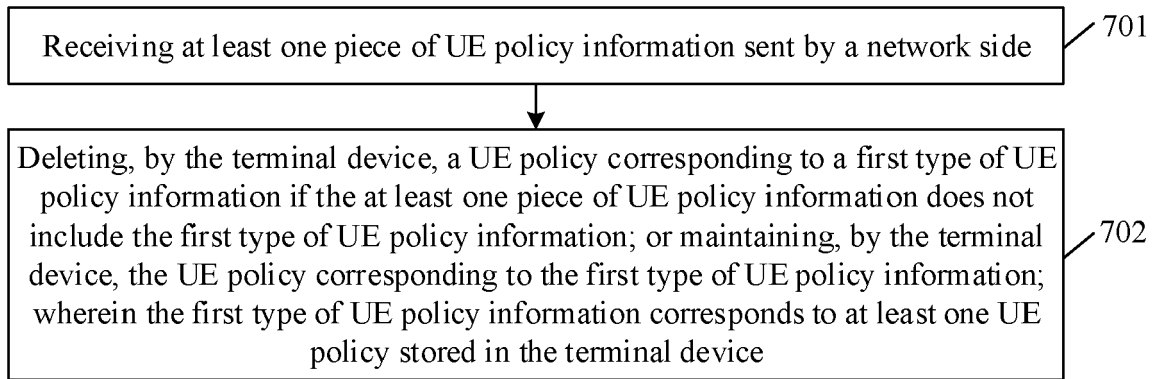 Receiving at least one piece of UE policy information sent by a network side
701
Deleting, by the terminal device, a UE policy corresponding to a first type of UE
policy information if the at least one piece of UE policy information does not
include the first type of UE policy information; or maintaining, by the terminal
device, the UE policy corresponding to the first type of UE policy information;
wherein the first type of UE policy information corresponds to at least one UE
policy stored in the terminal device
702